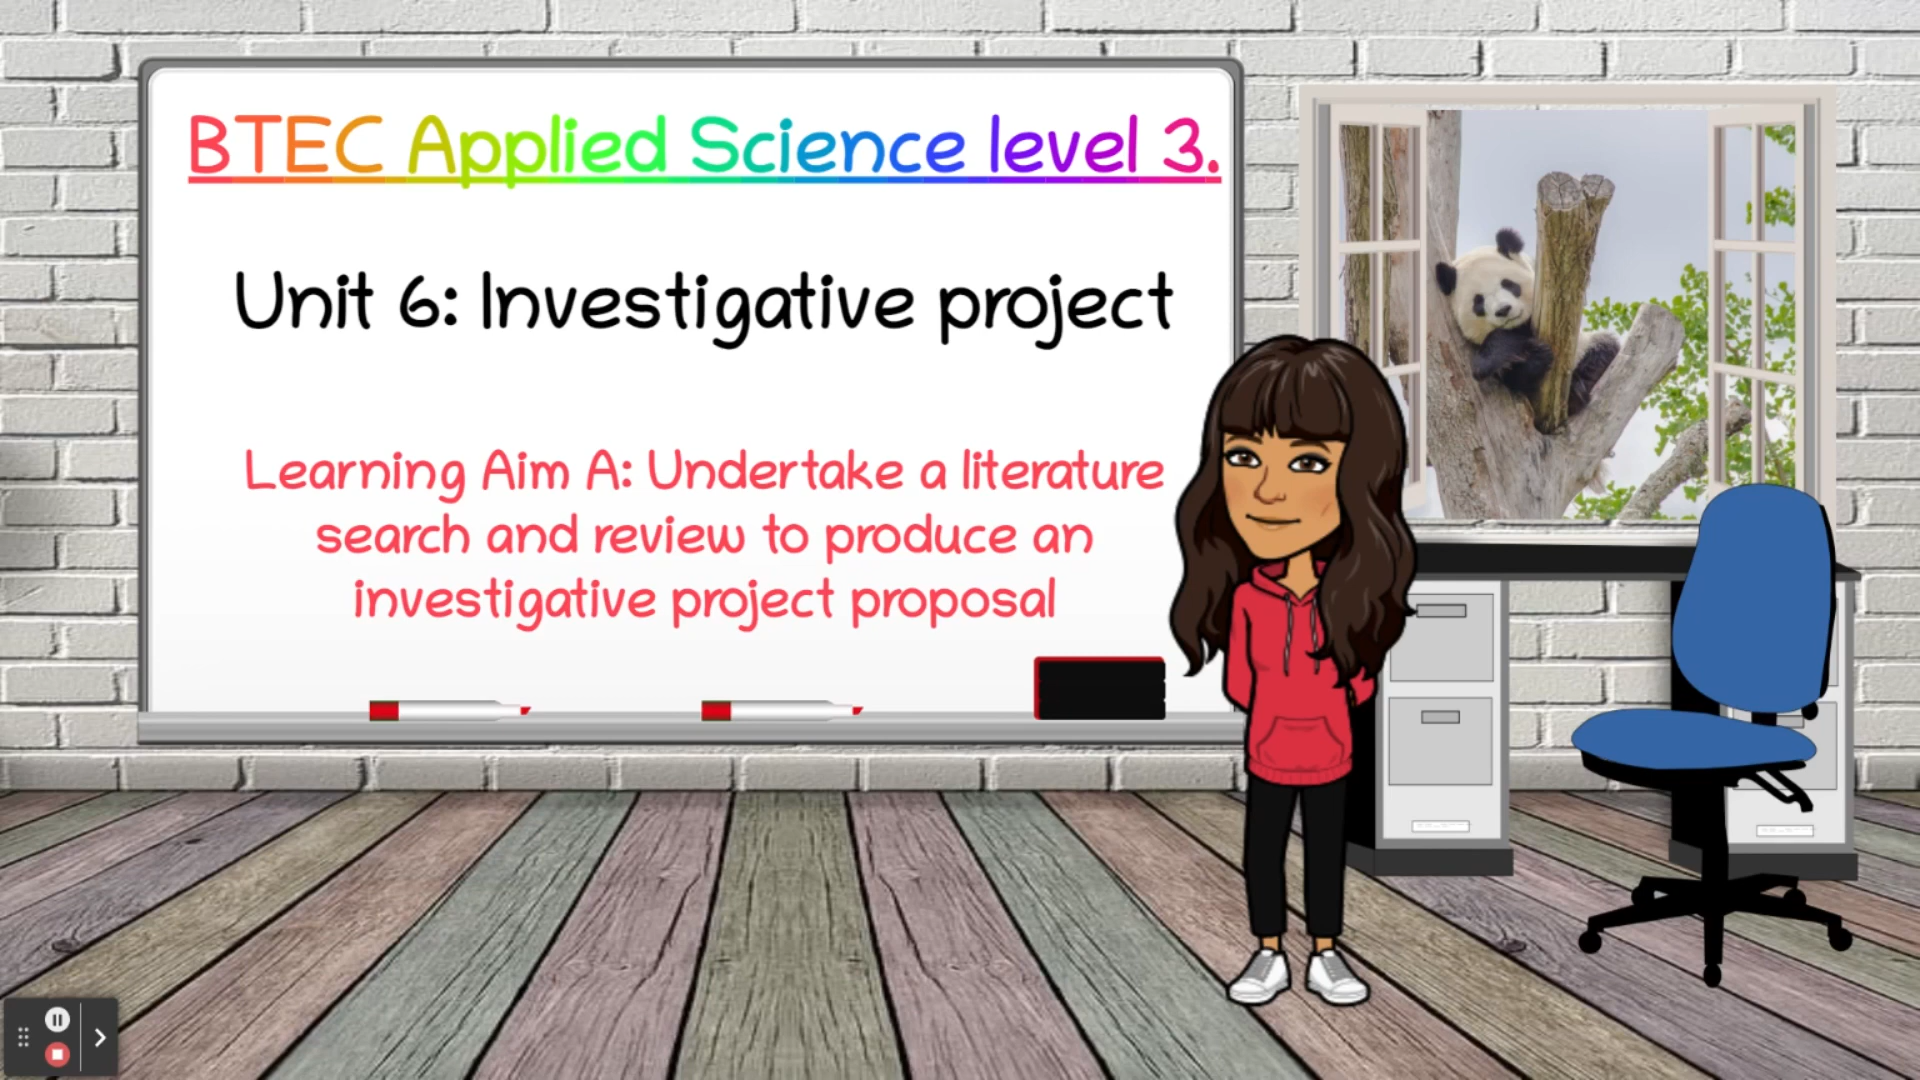 BTEC Applied Science level 3.
Unit 6: Investigative project
Learning Aim A: Undertake a literature
search and review to produce an
investigative project proposal